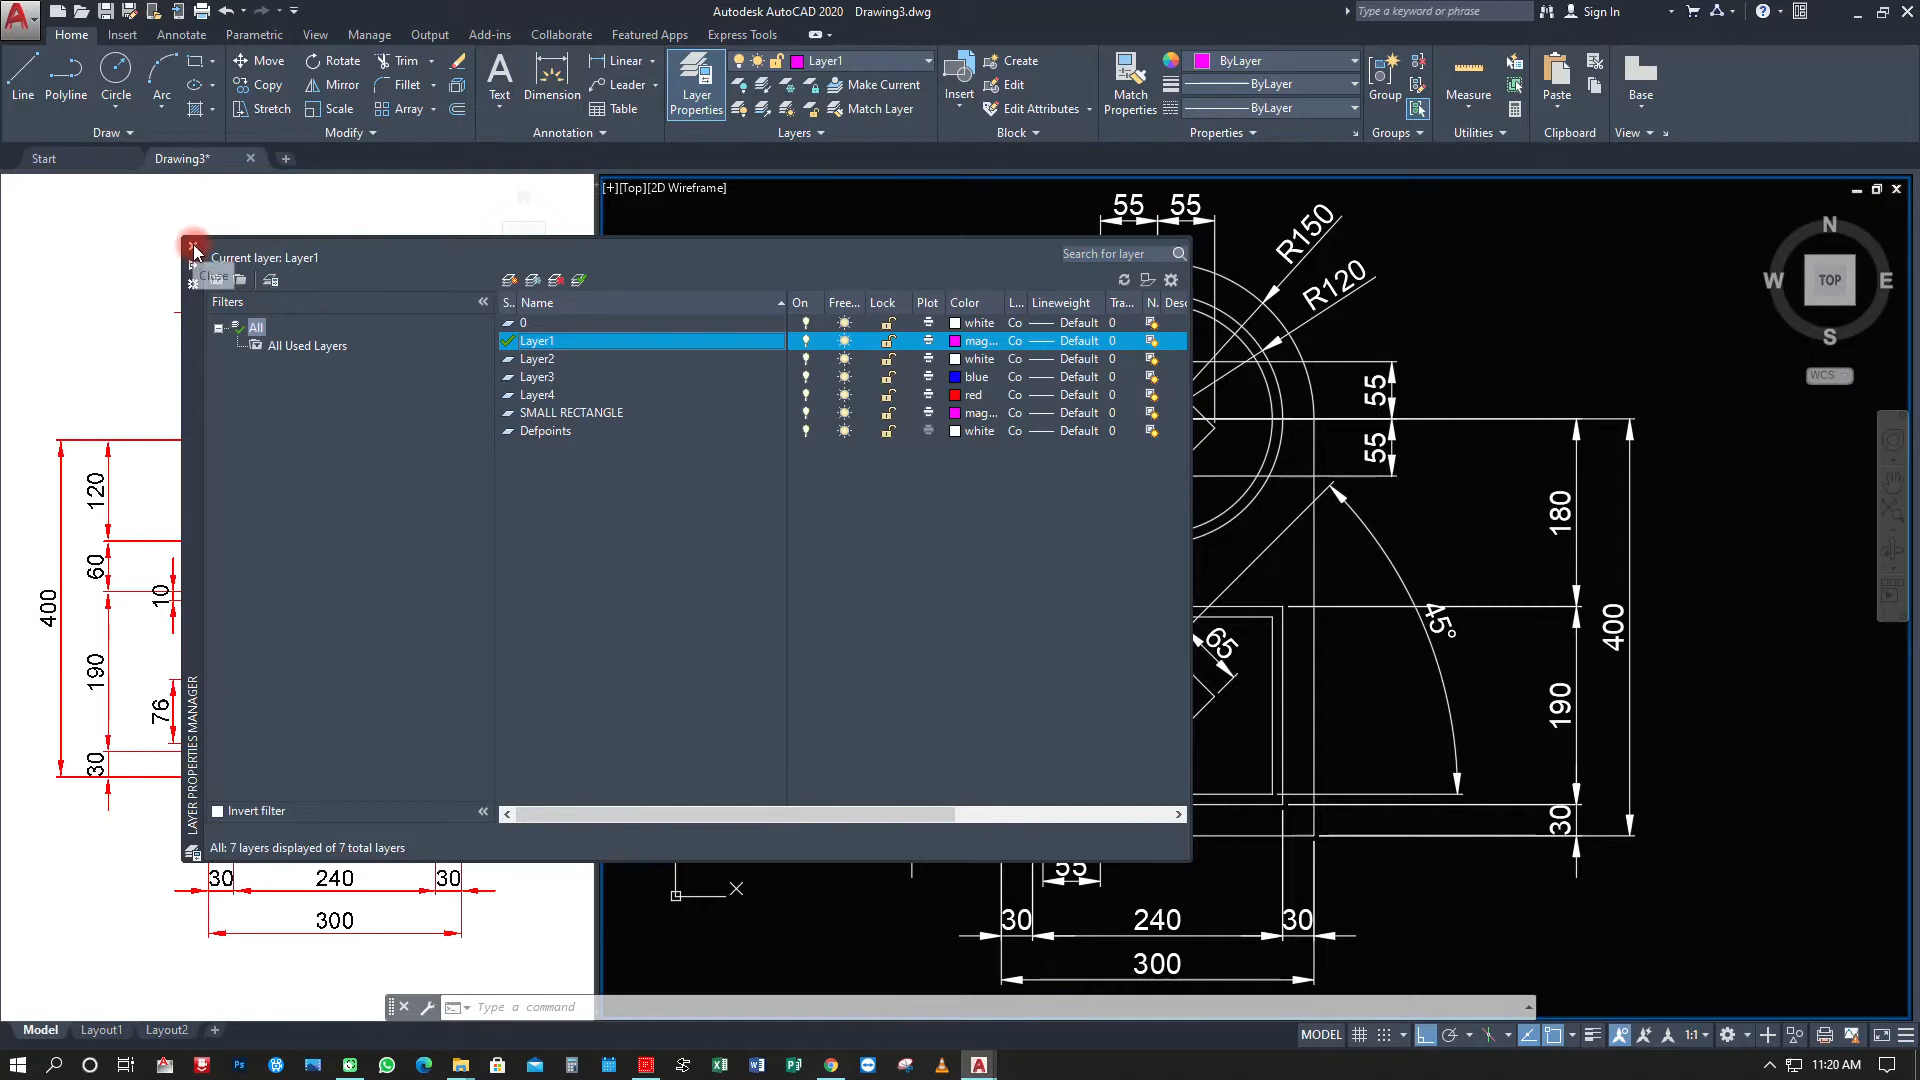 Autodesk AutoCAD 2020 Drawing3.dwg
Type a keyword or phrase
Sign In
Home Insert Annotate Parametric View Manage Output Add-ins Collaborate Featured Apps Express Tools
Line Polyline Circle Arc
Move Rotate Trim
Copy Mirror Fillet
Stretch Scale Array
Text Dimension
Linear
Leader
Table
Layer Properties
Layer1
Make Current
Match Layer
Insert
Create
Edit
Edit Attributes
Match Properties
ByLayer
ByLayer
ByLayer
Group Measure Paste Base
Draw Modify Annotation Layers Block Properties Groups Utilities Clipboard View
Start Drawing3*
[+][Top][2D Wireframe]
55 55
R150
R120
N
W TOP E
S
WCS
Close
Current layer: Layer1
Search for layer
Filters
All
All Used Layers
S.. Name On Free... Lock Plot Color L... Lineweight Tra... N. Desc
0 white Co Default 0
Layer1 mag... Co Default 0
Layer2 white Co Default 0
Layer3 blue Co Default 0
Layer4 red Co Default 0
SMALL RECTANGLE mag... Co Default 0
Defpoints white Co Default 0
Invert filter
All: 7 layers displayed of 7 total layers
LAYER PROPERTIES MANAGER
120
60
10
400
190
76
30
30 240 30
300
55
55
180
45°
400
65
190
30
55
X
30 240 30
300
Type a command
Model Layout1 Layout2
MODEL
1:1
11:20 AM